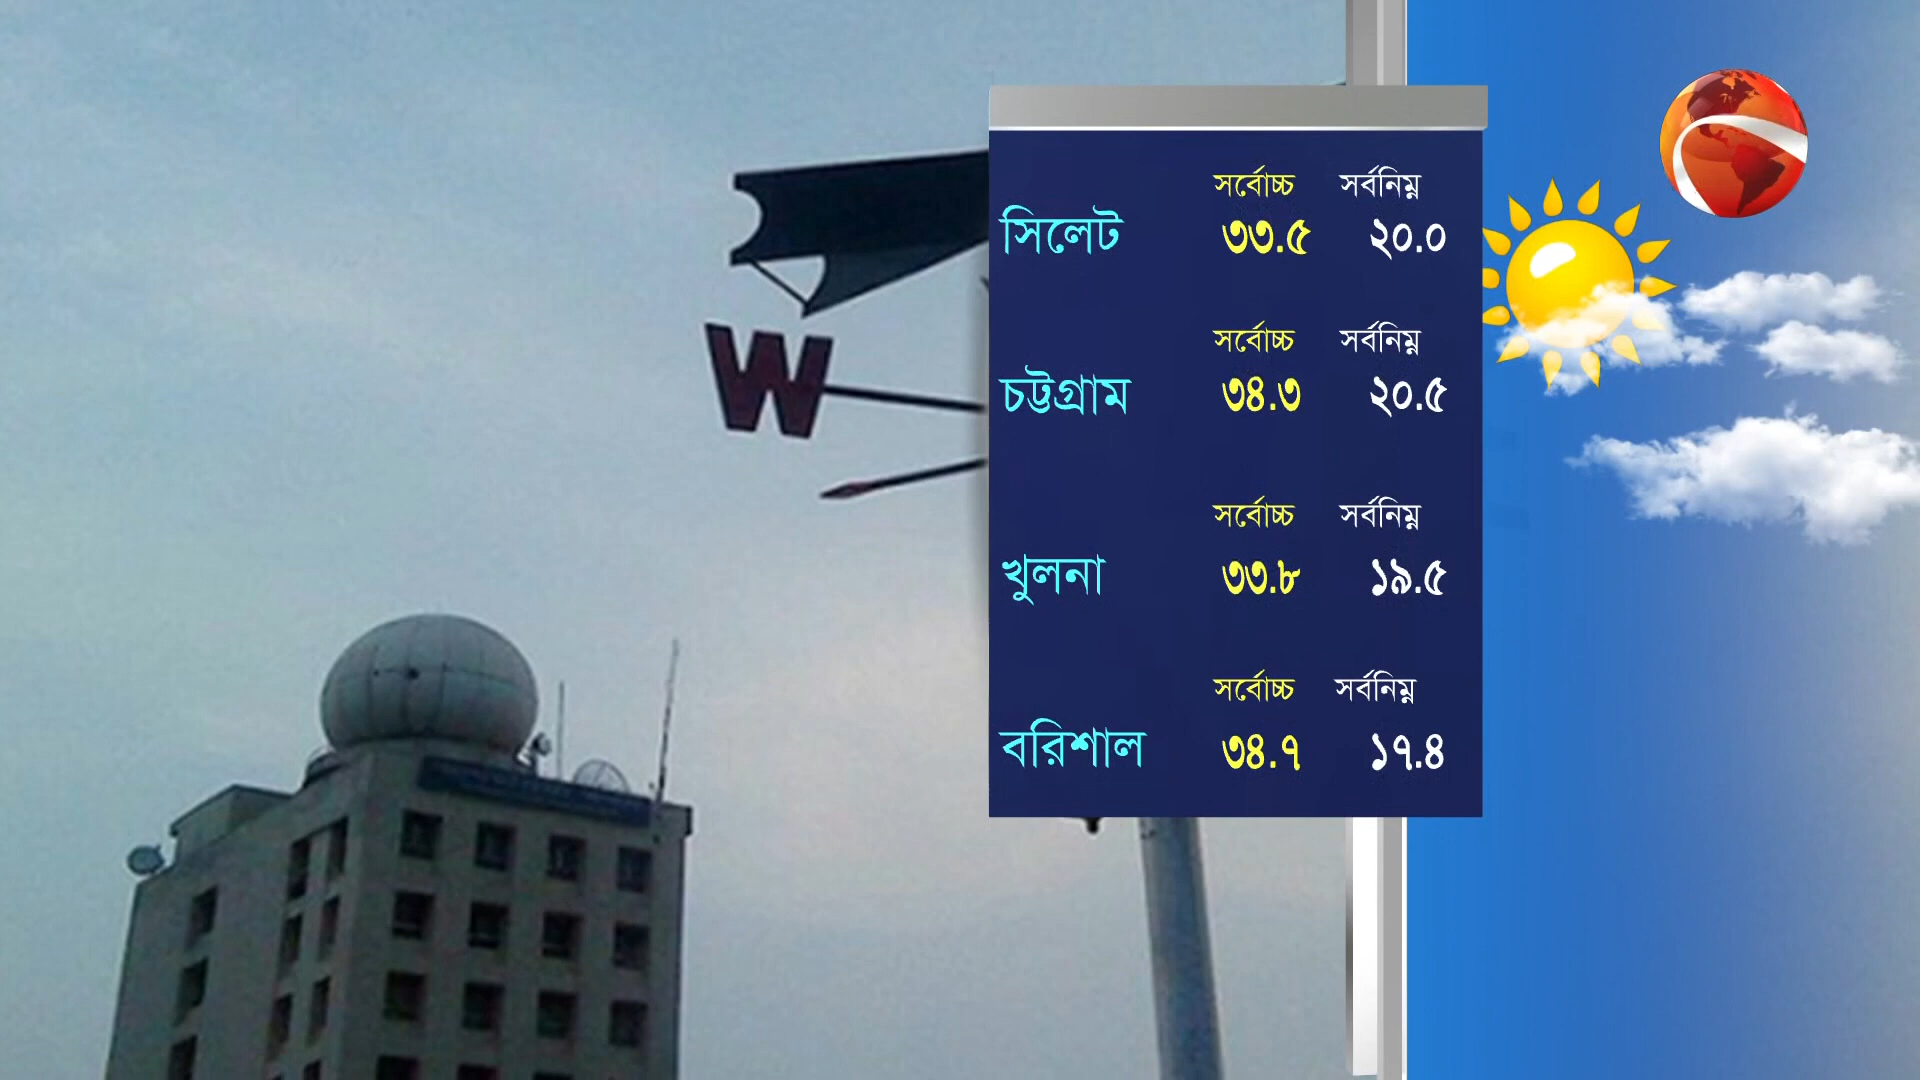 সর্বোচ্চ সর্বনিম্ন
সিলেট ৩৩.৫ ২০.০
সর্বোচ্চ সর্বনিম্ন
চট্টগ্রাম ৩৪.৩ ২০.৫
সর্বোচ্চ সর্বনিম্ন
খুলনা ৩৩.৮ ১৯.৫
সর্বোচ্চ সর্বনিম্ন
বরিশাল ৩৪.৭ ১৭.৪
W